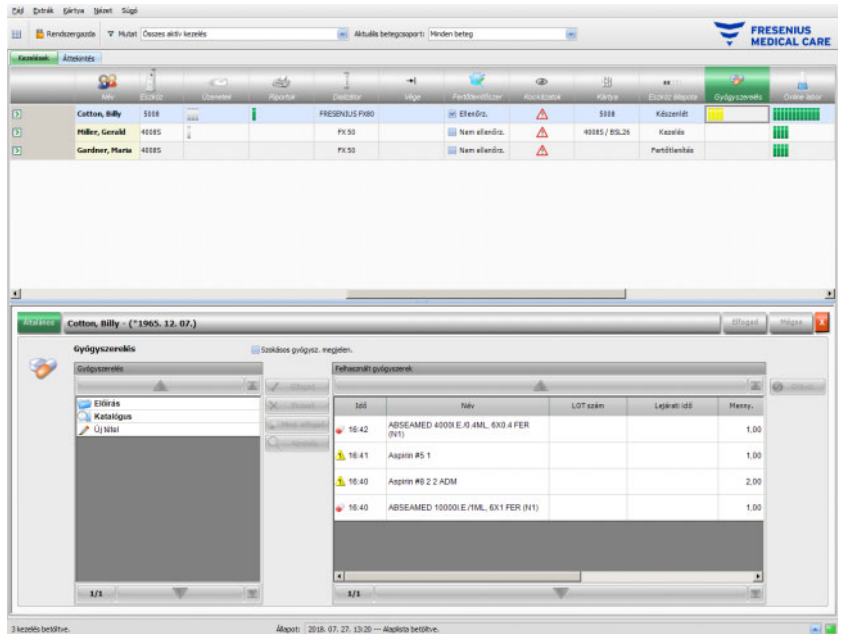 Fájl Extrák Kártya Nézet Súgó
Rendszergazda Mutat Összes aktív kezelés Aktuális betegcsoport: Minden beteg
FRESENIUS
MEDICAL CARE
Kezelések Áttekintés
Név Eszköz Üzenetek Riportok Dializátor Vége Fertőtlenítőszer Kockázatok Kártya Eszköz állapota Gyógyszerelés Online labor
Cotton, Billy 5008 FRESENIUS FX80 Ellenőrz. 5008 Készenlét
Miller, Gerald 4008S FX 50 Nem ellenőrz. 4008S / BSL26 Kezelés
Gardner, Maria 4008S FX 50 Nem ellenőrz. Fertőtlenítés
Általános Cotton, Billy - (*1965. 12. 07.) Elfogad Mégse X
Gyógyszerelés Szokásos gyógysz. megjelen.
Gyógyszerelés Felhasznált gyógyszerek
Előírás
Katalógus
Új tétel
Idő Név LOT szám Lejárati idő Menny.
16:42 ABSEAMED 4000I.E./0.4ML, 6X0.4 FER (N1) 1,00
16:41 Aspirin #5 1 1,00
16:40 Aspirin #8 2 2 ADM 2,00
16:40 ABSEAMED 10000I.E./1ML, 6X1 FER (N1) 1,00
1/1 1/1
3 kezelés betöltve. Állapot: 2018. 07. 27. 13:20 --- Alaplista betöltve.